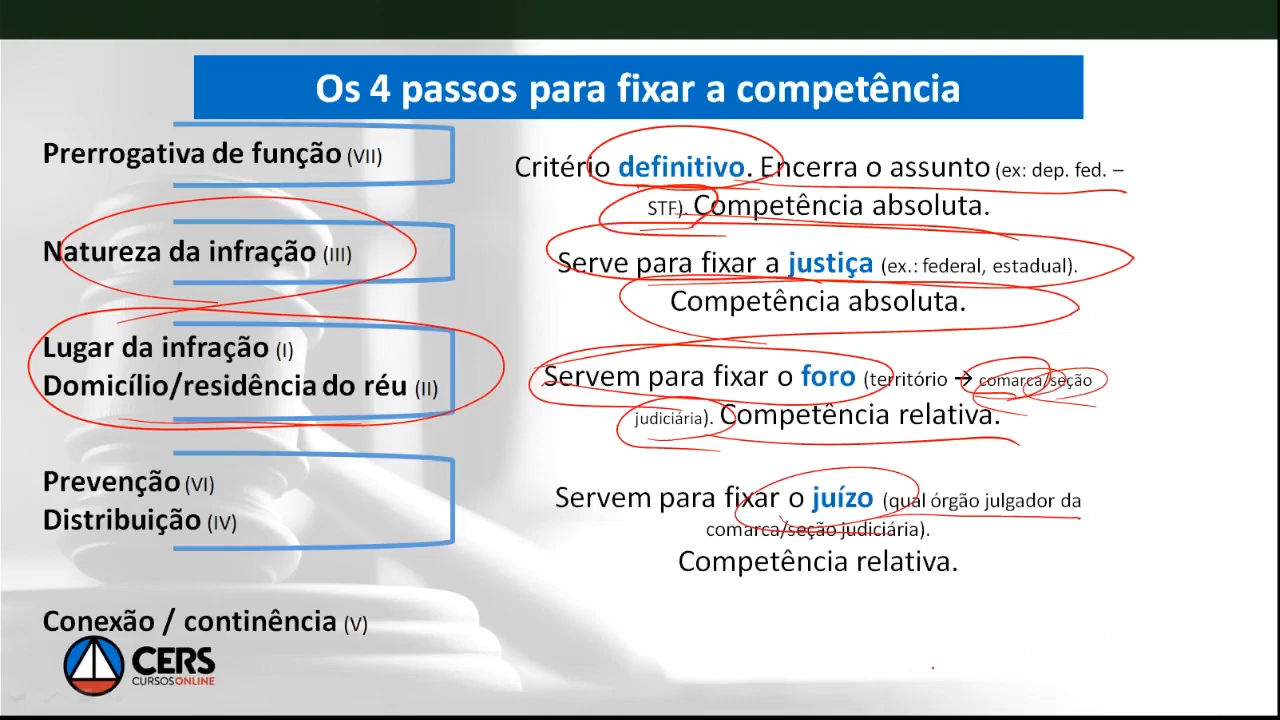 Os 4 passos para fixar a competência
Prerrogativa de função (VII)
Critério definitivo. Encerra o assunto (ex: dep. fed. –
STF). Competência absoluta.
Natureza da infração (III)
Serve para fixar a justiça (ex.: federal, estadual).
Competência absoluta.
Lugar da infração (I)
Domicílio/residência do réu (II)
Servem para fixar o foro (território → comarca/seção
judiciária). Competência relativa.
Prevenção (VI)
Distribuição (IV)
Servem para fixar o juízo (qual órgão julgador da
comarca/seção judiciária).
Competência relativa.
Conexão / continência (V)
CERS
CURSOS ONLINE